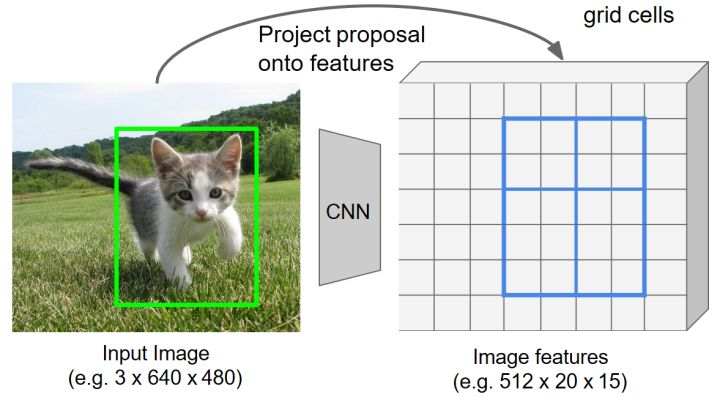 grid cells
Project proposal
onto features
CNN
Input Image
(e.g. 3 x 640 x 480)
Image features
(e.g. 512 x 20 x 15)